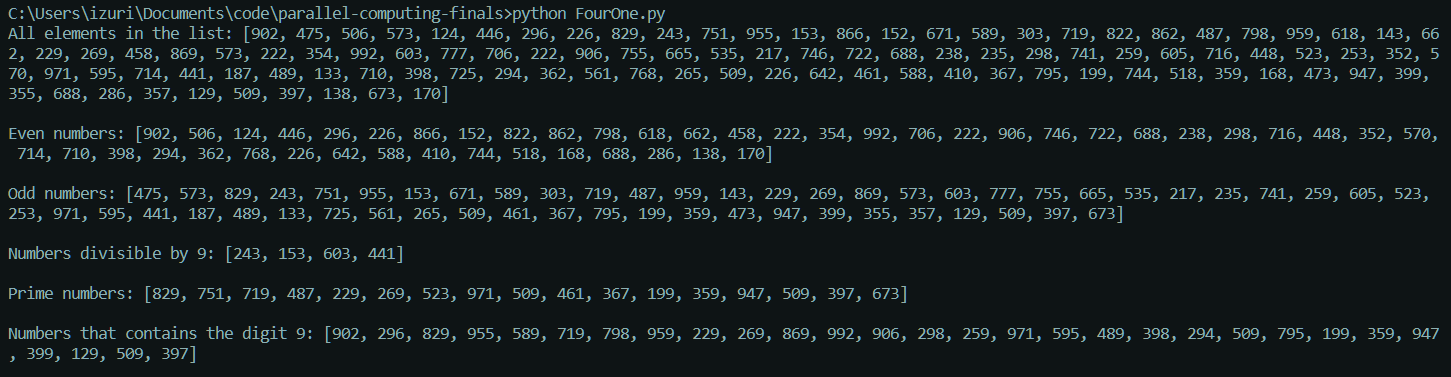 C:\Users\izuri\Documents\code\parallel-computing-finals>python FourOne.py
All elements in the list: [902, 475, 506, 573, 124, 446, 296, 226, 829, 243, 751, 955, 153, 866, 152, 671, 589, 303, 719, 822, 862, 487, 798, 959, 618, 143, 66
2, 229, 269, 458, 869, 573, 222, 354, 992, 603, 777, 706, 222, 906, 755, 665, 535, 217, 746, 722, 688, 238, 235, 298, 741, 259, 605, 716, 448, 523, 253, 352, 5
70, 971, 595, 714, 441, 187, 489, 133, 710, 398, 725, 294, 362, 561, 768, 265, 509, 226, 642, 461, 588, 410, 367, 795, 199, 744, 518, 359, 168, 473, 947, 399,
355, 688, 286, 357, 129, 509, 397, 138, 673, 170]
Even numbers: [902, 506, 124, 446, 296, 226, 866, 152, 822, 862, 798, 618, 662, 458, 222, 354, 992, 706, 222, 906, 746, 722, 688, 238, 298, 716, 448, 352, 570,
714, 710, 398, 294, 362, 768, 226, 642, 588, 410, 744, 518, 168, 688, 286, 138, 170]
Odd numbers: [475, 573, 829, 243, 751, 955, 153, 671, 589, 303, 719, 487, 959, 143, 229, 269, 869, 573, 603, 777, 755, 665, 535, 217, 235, 741, 259, 605, 523,
253, 971, 595, 441, 187, 489, 133, 725, 561, 265, 509, 461, 367, 795, 199, 359, 473, 947, 399, 355, 357, 129, 509, 397, 673]
Numbers divisible by 9: [243, 153, 603, 441]
Prime numbers: [829, 751, 719, 487, 229, 269, 523, 971, 509, 461, 367, 199, 359, 947, 509, 397, 673]
Numbers that contains the digit 9: [902, 296, 829, 955, 589, 719, 798, 959, 229, 269, 869, 992, 906, 298, 259, 971, 595, 489, 398, 294, 509, 795, 199, 359, 947
, 399, 129, 509, 397]